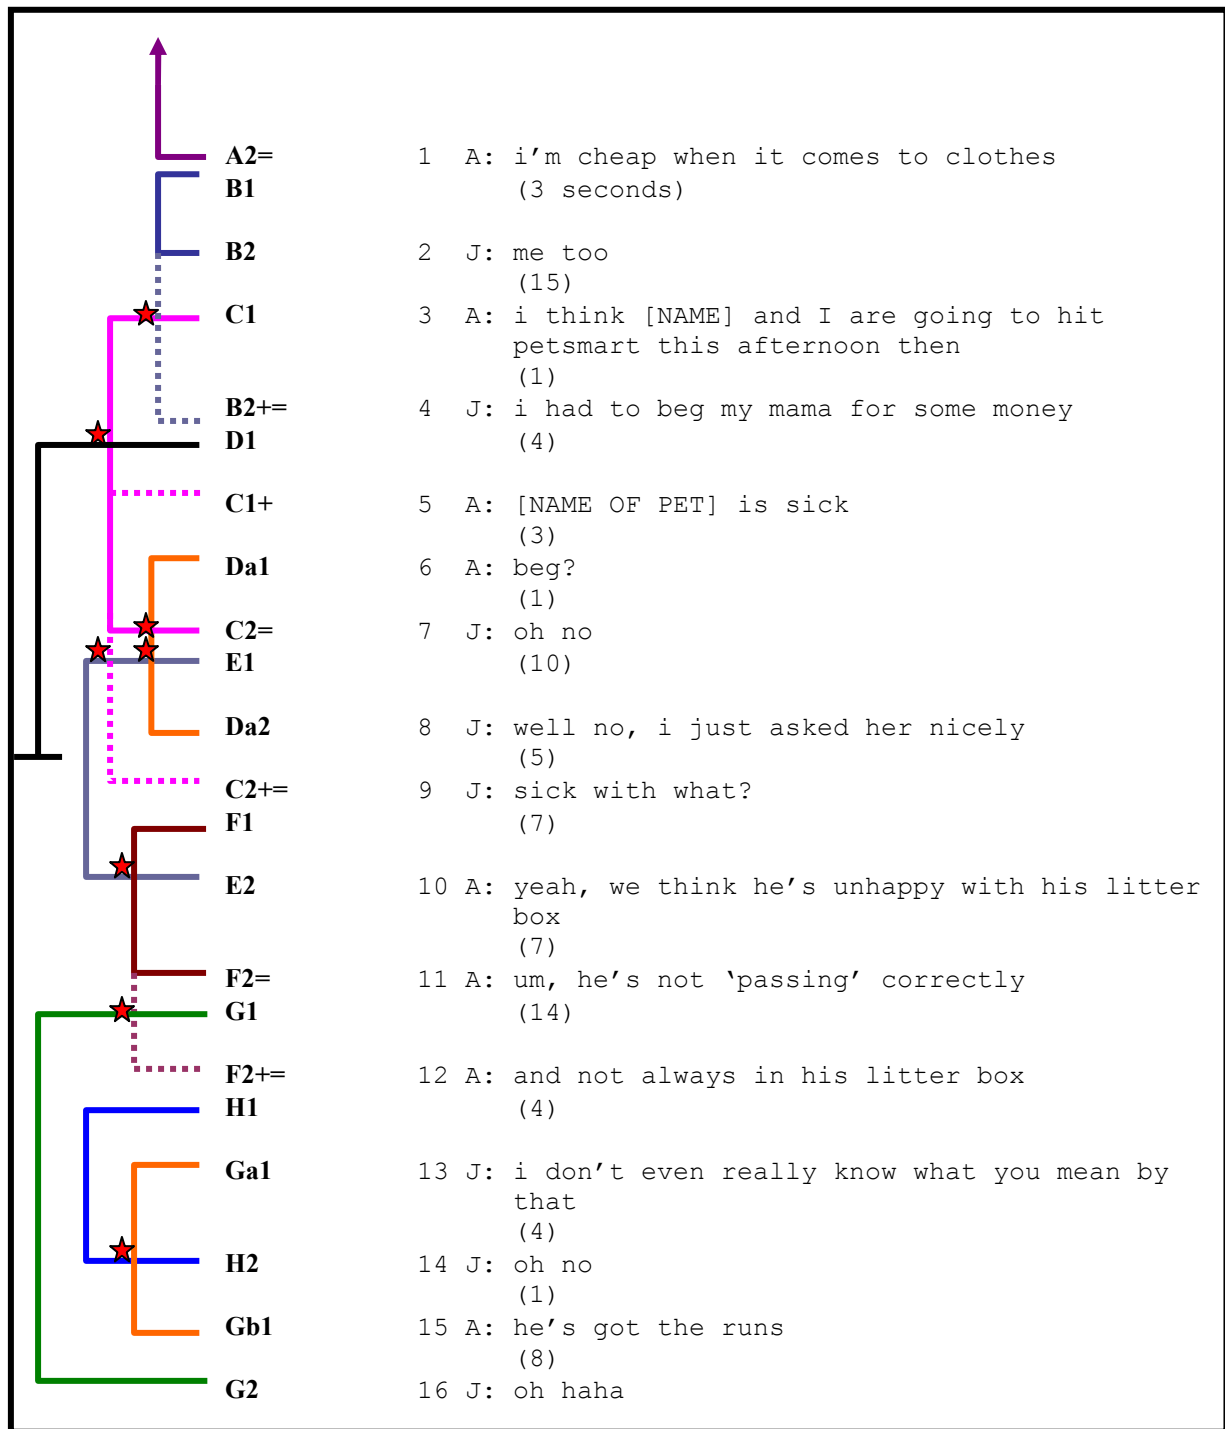 A2= 1 A: i’m cheap when it comes to clothes
B1 (3 seconds)
B2 2 J: me too
(15)
C1 3 A: i think [NAME] and I are going to hit
petsmart this afternoon then
(1)
B2+= 4 J: i had to beg my mama for some money
D1 (4)
C1+ 5 A: [NAME OF PET] is sick
(3)
Da1 6 A: beg?
(1)
C2= 7 J: oh no
E1 (10)
Da2 8 J: well no, i just asked her nicely
(5)
C2+= 9 J: sick with what?
F1 (7)
E2 10 A: yeah, we think he’s unhappy with his litter
box
(7)
F2= 11 A: um, he’s not ‘passing’ correctly
G1 (14)
F2+= 12 A: and not always in his litter box
H1 (4)
Ga1 13 J: i don’t even really know what you mean by
that
(4)
H2 14 J: oh no
(1)
Gb1 15 A: he’s got the runs
(8)
G2 16 J: oh haha